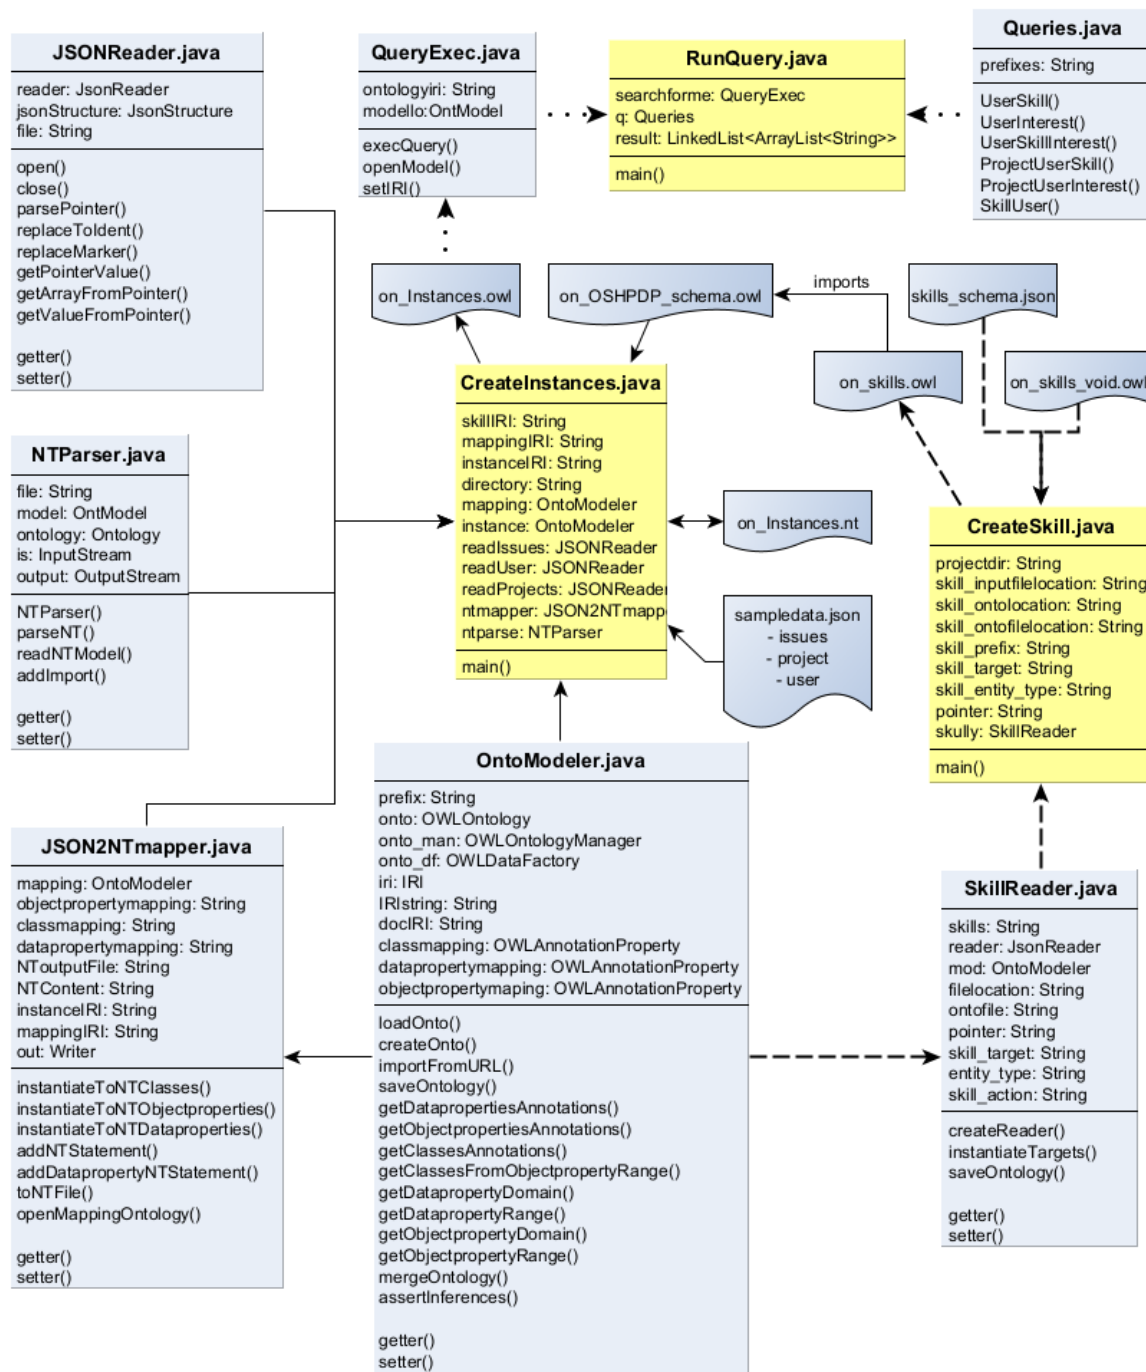 JSONReader.java
reader: JsonReader
jsonStructure: JsonStructure
file: String
open()
close()
parsePointer()
replaceToIdent()
replaceMarker()
getPointerValue()
getArrayFromPointer()
getValueFromPointer()
getter()
setter()
QueryExec.java
ontologyiri: String
modello:OntModel
execQuery()
openModel()
setIRI()
RunQuery.java
searchforme: QueryExec
q: Queries
result: LinkedList<ArrayList<String>>
main()
Queries.java
prefixes: String
UserSkill()
UserInterest()
UserSkillInterest()
ProjectUserSkill()
ProjectUserInterest()
SkillUser()
on_Instances.owl
on_OSHPDP_schema.owl
imports
skills_schema.json
on_skills.owl
on_skills_void.owl
CreateInstances.java
skillIRI: String
mappingIRI: String
instanceIRI: String
directory: String
mapping: OntoModeler
instance: OntoModeler
readIssues: JSONReader
readUser: JSONReader
readProjects: JSONReader
ntmapper: JSON2NTmapp
ntparse: NTParser
main()
on_Instances.nt
sampledata.json
- issues
- project
- user
NTParser.java
file: String
model: OntModel
ontology: Ontology
is: InputStream
output: OutputStream
NTParser()
parseNT()
readNTModel()
addImport()
getter()
setter()
CreateSkill.java
projectdir: String
skill_inputfilelocation: String
skill_ontolocation: String
skill_ontofilelocation: String
skill_prefix: String
skill_target: String
skill_entity_type: String
pointer: String
skully: SkillReader
main()
JSON2NTmapper.java
mapping: OntoModeler
objectpropertymapping: String
classmapping: String
datapropertymapping: String
NToutputFile: String
NTContent: String
instanceIRI: String
mappingIRI: String
out: Writer
instantiateToNTClasses()
instantiateToNTObjectproperties()
instantiateToNTDataproperties()
addNTStatement()
addDatapropertyNTStatement()
toNTFile()
openMappingOntology()
getter()
setter()
OntoModeler.java
prefix: String
onto: OWLOntology
onto_man: OWLOntologyManager
onto_df: OWLDataFactory
iri: IRI
IRIstring: String
docIRI: String
classmapping: OWLAnnotationProperty
datapropertymapping: OWLAnnotationProperty
objectpropertymaping: OWLAnnotationProperty
loadOnto()
createOnto()
importFromURL()
saveOntology()
getDatapropertiesAnnotations()
getObjectpropertiesAnnotations()
getClassesAnnotations()
getClassesFromObjectpropertyRange()
getDatapropertyDomain()
getDatapropertyRange()
getObjectpropertyDomain()
getObjectpropertyRange()
mergeOntology()
assertInferences()
getter()
setter()
SkillReader.java
skills: String
reader: JsonReader
mod: OntoModeler
filelocation: String
ontofile: String
pointer: String
skill_target: String
entity_type: String
skill_action: String
createReader()
instantiateTargets()
saveOntology()
getter()
setter()